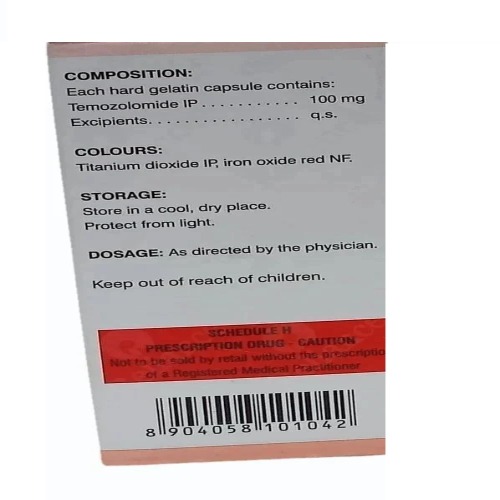 COMPOSITION:
Each hard gelatin capsule contains:
Temozolomide IP . . . . . . . . . . . 100 mg
Excipients. . . . . . . . . . . . . . . . . q.s.
COLOURS:
Titanium dioxide IP, iron oxide red NF.
STORAGE:
Store in a cool, dry place.
Protect from light.
DOSAGE: As directed by the physician.
Keep out of reach of children.
SCHEDULE H
PRESCRIPTION DRUG - CAUTION
Not to be sold by retail without the prescriptio
of a Registered Medical Practitioner
8 904058 101042